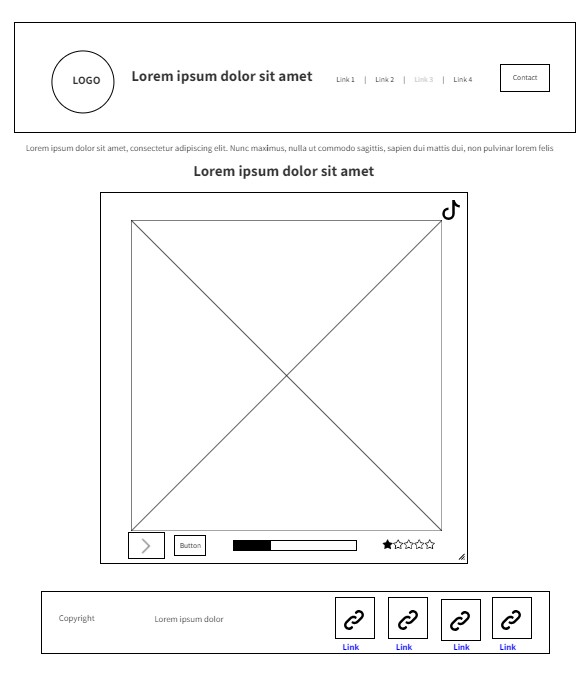 LOGO
Lorem ipsum dolor sit amet
Link 1 | Link 2 | Link 3 | Link 4
Contact
Lorem ipsum dolor sit amet, consectetur adipiscing elit. Nunc maximus, nulla ut commodo sagittis, sapien dui mattis dui, non pulvinar lorem felis
Lorem ipsum dolor sit amet
Button
Copyright
Lorem ipsum dolor
Link Link Link Link